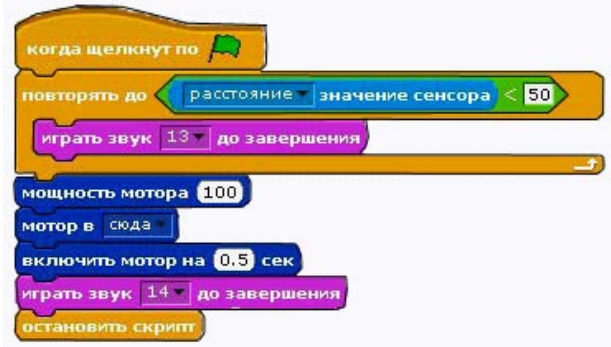 когда щелкнут по
повторять до расстояние значение сенсора < 50
играть звук 13 до завершения
мощность мотора 100
мотор в сюда
включить мотор на 0.5 сек
играть звук 14 до завершения
остановить скрипт